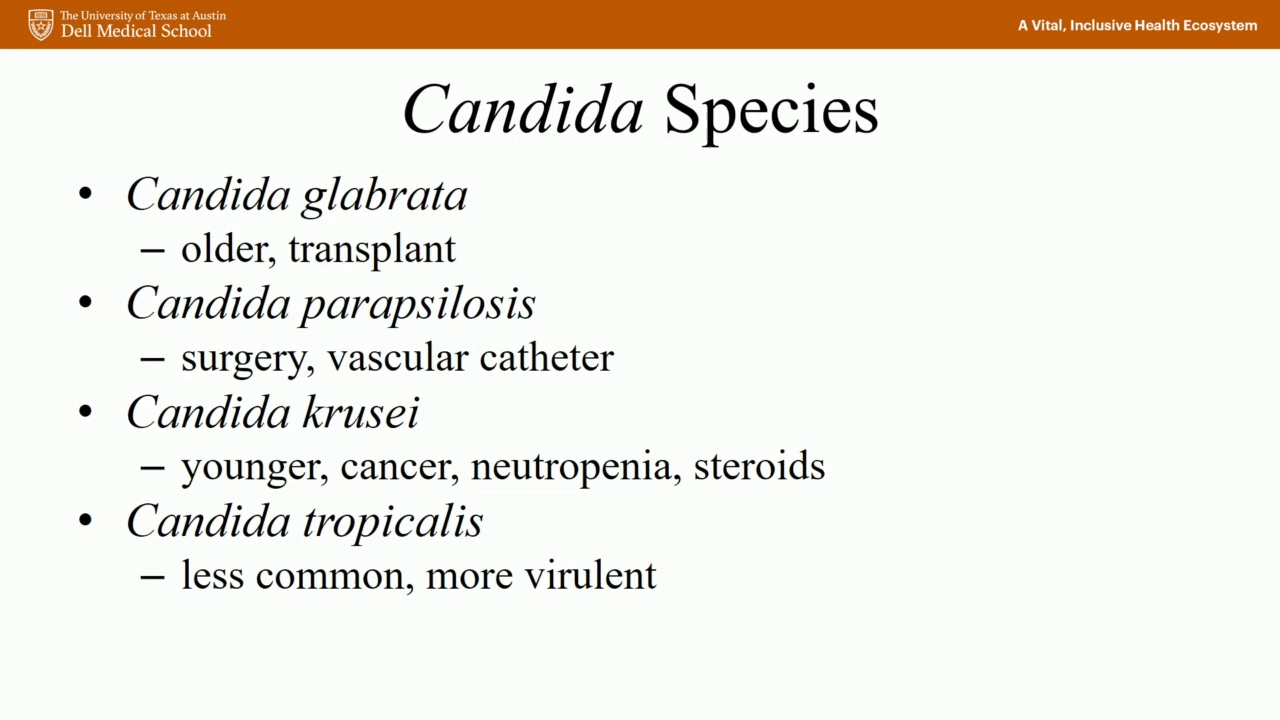 The University of Texas at Austin
Dell Medical School
A Vital, Inclusive Health Ecosystem
Candida Species
• Candida glabrata
– older, transplant
• Candida parapsilosis
– surgery, vascular catheter
• Candida krusei
– younger, cancer, neutropenia, steroids
• Candida tropicalis
– less common, more virulent